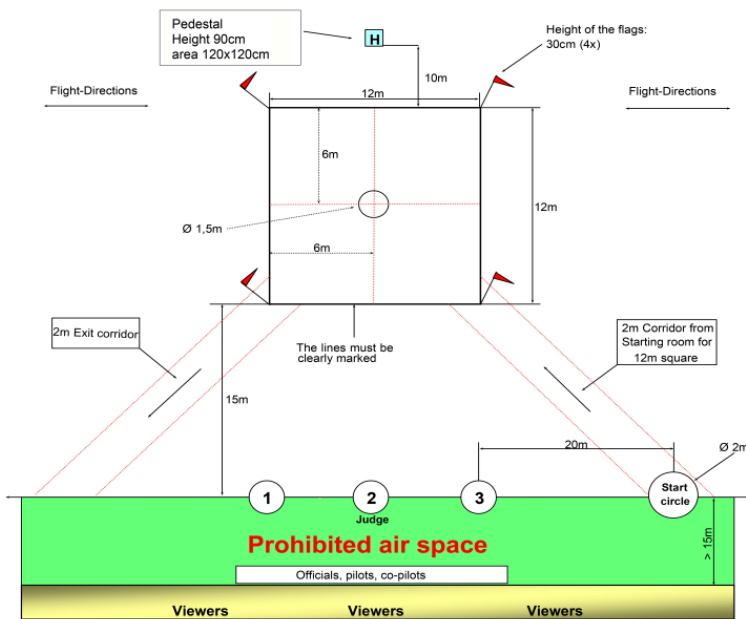 Pedestal
Height 90cm
area 120x120cm
H
Height of the flags:
30cm (4x)
10m
Flight-Directions
12m
Flight-Directions
6m
12m
Ø 1,5m
6m
2m Exit corridor
The lines must be
clearly marked
2m Corridor from
Starting room for
12m square
15m
20m
Ø 2m
1
2
3
Start
circle
Judge
> 15m
Prohibited air space
Officials, pilots, co-pilots
Viewers
Viewers
Viewers